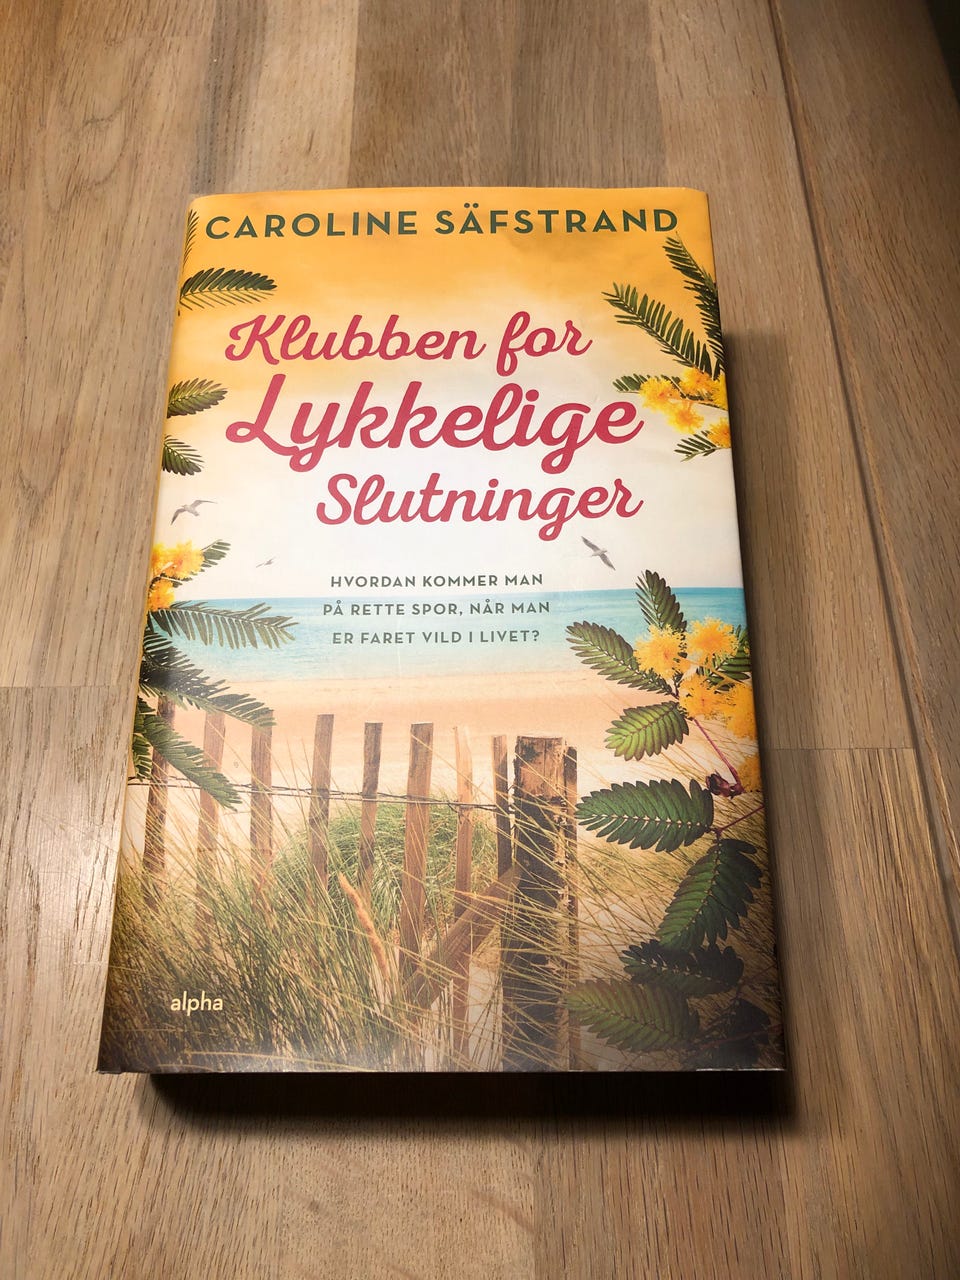 CAROLINE SÄFSTRAND
Klubben for
Lykkelige
Slutninger
HVORDAN KOMMER MAN
PÅ RETTE SPOR, NÅR MAN
ER FARET VILD I LIVET?
alpha